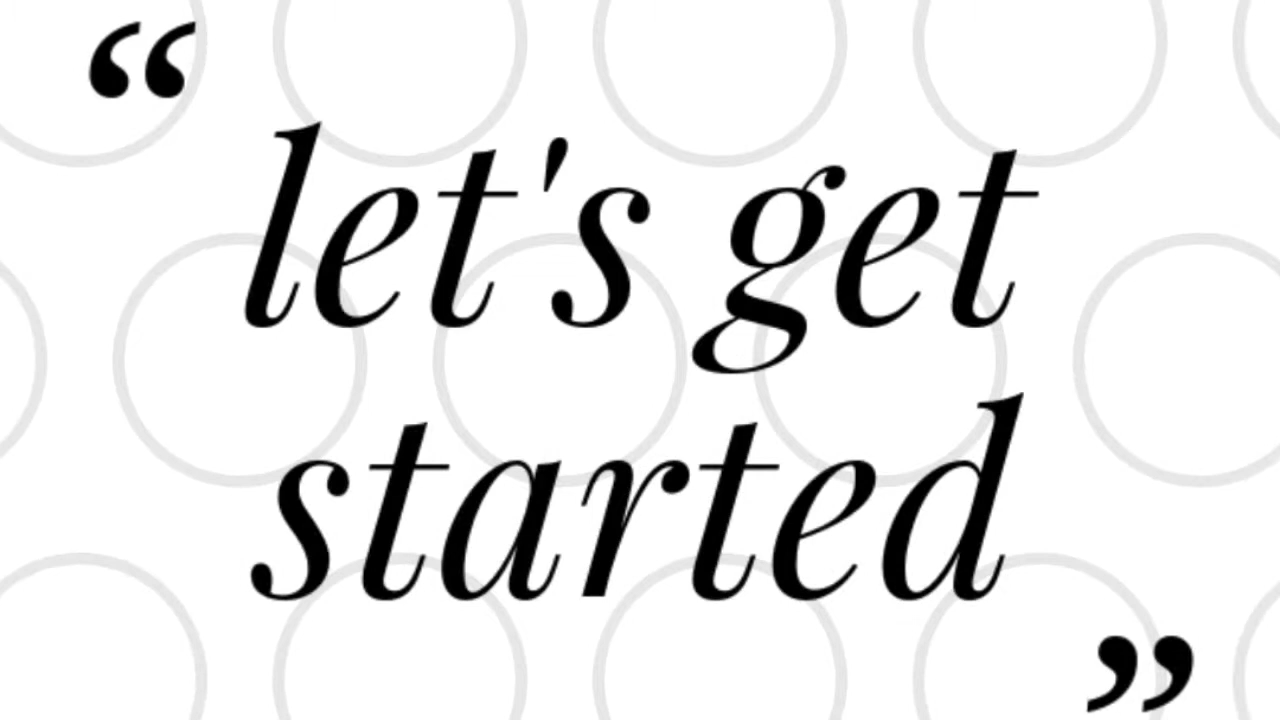 “
let's get
started
”